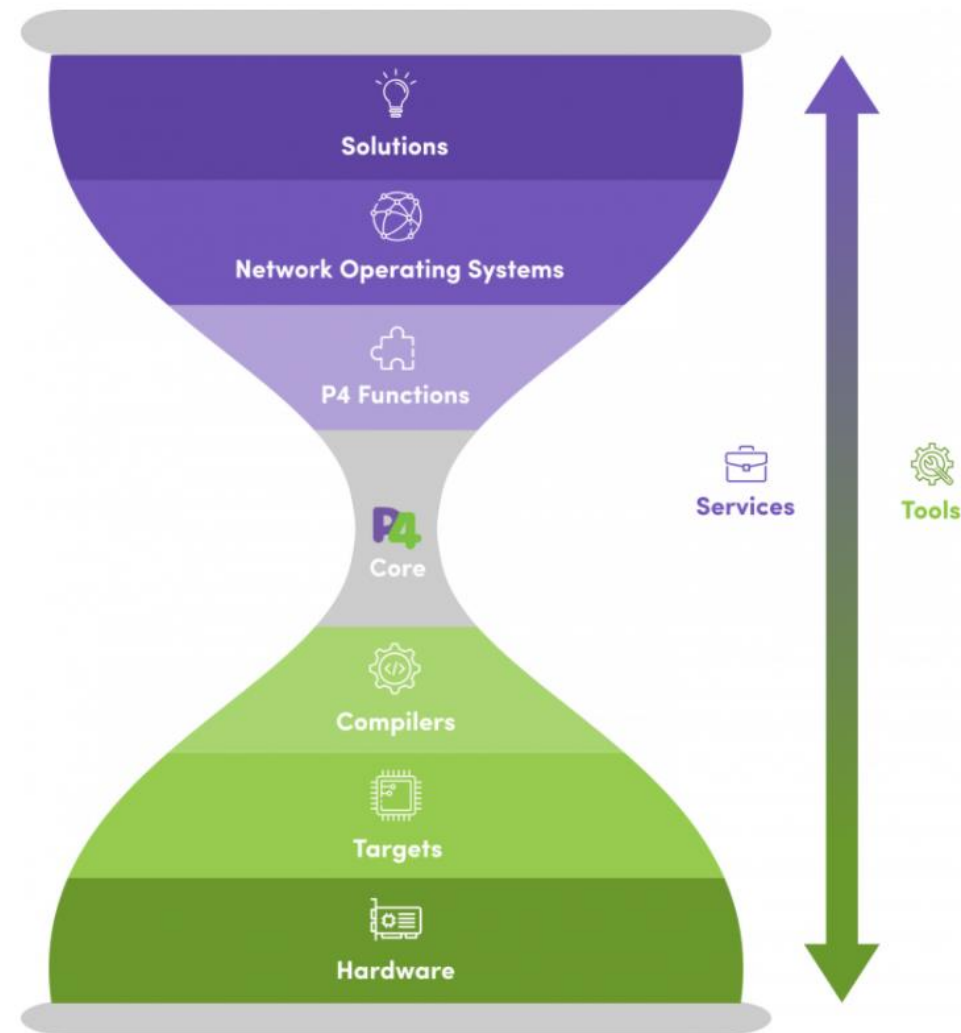 Solutions
Network Operating Systems
P4 Functions
P4
Core
Services
Tools
Compilers
Targets
Hardware